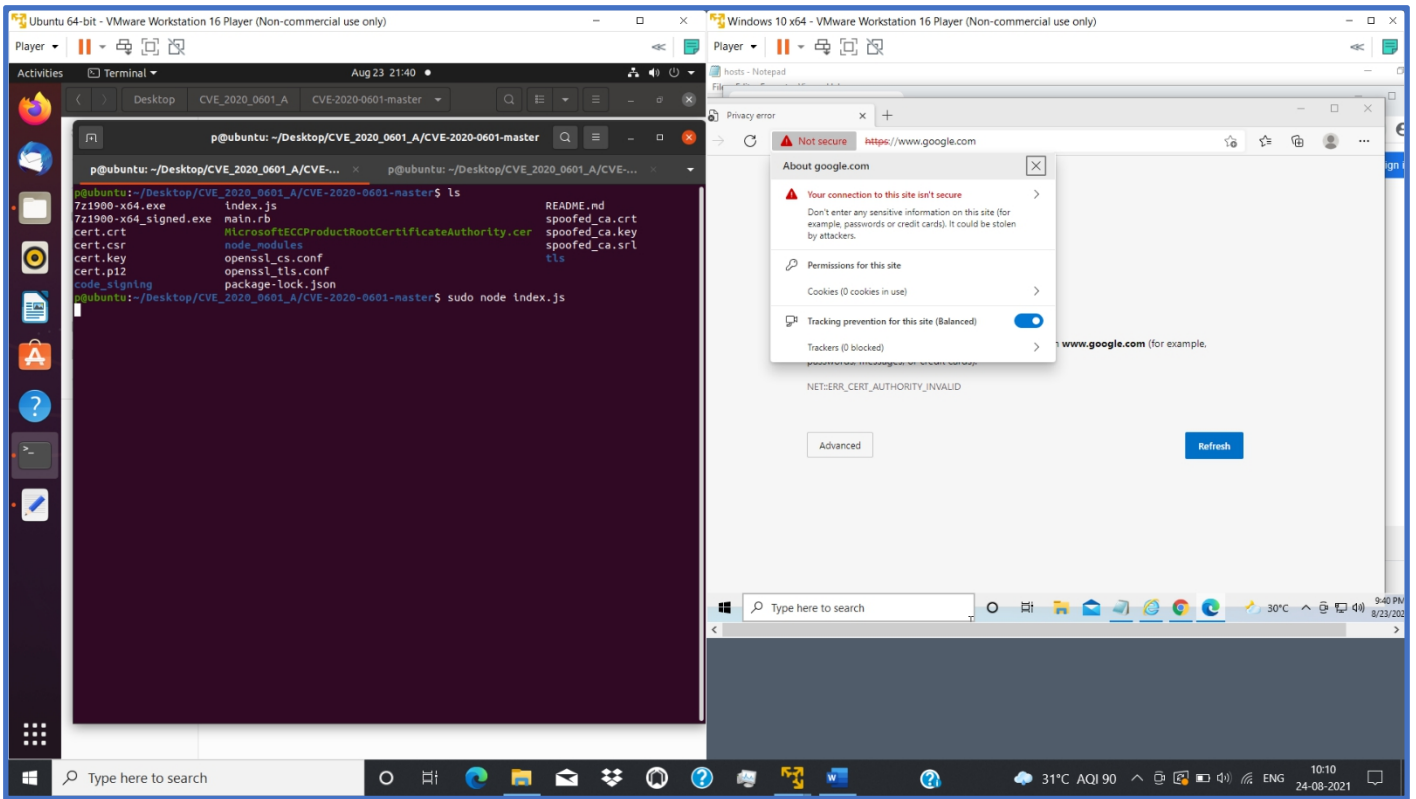 Ubuntu 64-bit - VMware Workstation 16 Player (Non-commercial use only)
Player
Activities
Terminal
Aug 23 21:40
Desktop CVE_2020_0601_A CVE-2020-0601-master
p@ubuntu: ~/Desktop/CVE_2020_0601_A/CVE-2020-0601-master
p@ubuntu: ~/Desktop/CVE_2020_0601_A/CVE-...
p@ubuntu: ~/Desktop/CVE_2020_0601_A/CVE-...
p@ubuntu:~/Desktop/CVE_2020_0601_A/CVE-2020-0601-master$ ls
7z1900-x64.exe index.js README.md
7z1900-x64_signed.exe main.rb spoofed_ca.crt
cert.crt MicrosoftECCProductRootCertificateAuthority.cer spoofed_ca.key
cert.csr node_modules spoofed_ca.srl
cert.key openssl_cs.conf tls
cert.p12 openssl_tls.conf
code_signing package-lock.json
p@ubuntu:~/Desktop/CVE_2020_0601_A/CVE-2020-0601-master$ sudo node index.js
Windows 10 x64 - VMware Workstation 16 Player (Non-commercial use only)
Player
hosts - Notepad
Privacy error
Not secure https://www.google.com
About google.com
Your connection to this site isn't secure
Don't enter any sensitive information on this site (for
example, passwords or credit cards). It could be stolen
by attackers.
Permissions for this site
Cookies (0 cookies in use)
Tracking prevention for this site (Balanced)
Trackers (0 blocked)
www.google.com (for example,
passwords, messages, or credit cards).
NET::ERR_CERT_AUTHORITY_INVALID
Advanced
Refresh
Type here to search
30°C
9:40 PM
8/23/202
Type here to search
31°C AQI 90
ENG
10:10
24-08-2021